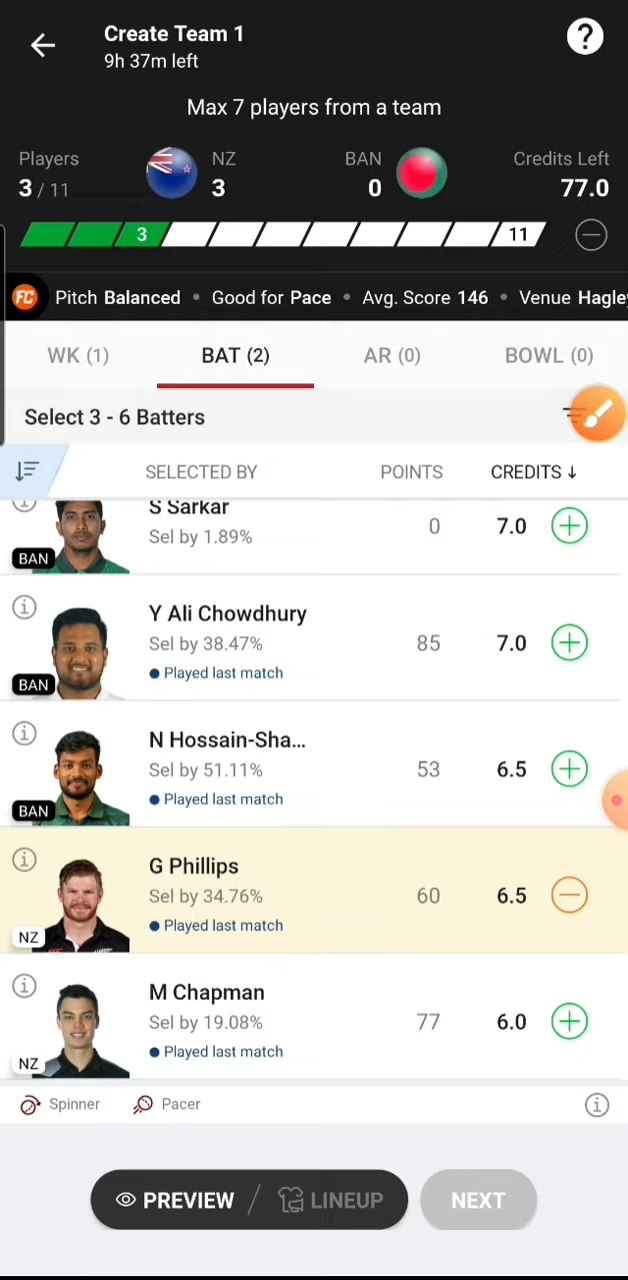 Create Team 1
9h 37m left
?
Max 7 players from a team
Players NZ BAN Credits Left
3 / 11 3 0 77.0
3 11
FC Pitch Balanced • Good for Pace • Avg. Score 146 • Venue Hagley
WK (1) BAT (2) AR (0) BOWL (0)
Select 3 - 6 Batters
SELECTED BY POINTS CREDITS ↓
S Sarkar
Sel by 1.89% 0 7.0
BAN
Y Ali Chowdhury
Sel by 38.47% 85 7.0
Played last match
BAN
N Hossain-Sha...
Sel by 51.11% 53 6.5
Played last match
BAN
G Phillips
Sel by 34.76% 60 6.5
Played last match
NZ
M Chapman
Sel by 19.08% 77 6.0
Played last match
NZ
Spinner Pacer
PREVIEW / LINEUP NEXT